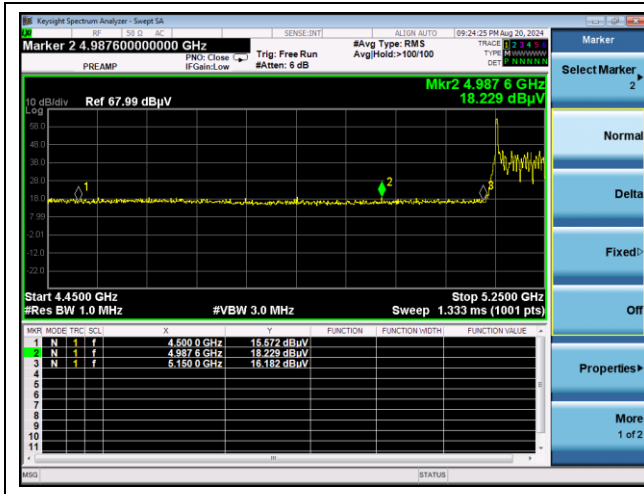 Keysight Spectrum Analyzer - Swept SA
RF 50 Ω AC SENSE:INT ALIGN AUTO 09:24:25 PM Aug 20, 2024
Marker 2 4.987600000000 GHz
#Avg Type: RMS
TRACE 1 2 3 4 5 6
PNO: Close
Trig: Free Run
Avg|Hold:>100/100
TYPE
PREAMP
IFGain:Low
#Atten: 6 dB
DET P N N N N N
Mkr2 4.987 6 GHz
18.229 dBµV
10 dB/div Ref 67.99 dBµV
Log
58.0
48.0
38.0
28.0
18.0
7.99
-2.01
-12.0
-22.0
1
2
3
Start 4.4500 GHz Stop 5.2500 GHz
#Res BW 1.0 MHz #VBW 3.0 MHz Sweep 1.333 ms (1001 pts)
MKR MODE TRC SCL X Y FUNCTION FUNCTION WIDTH FUNCTION VALUE
1 N 1 f 4.500 0 GHz 15.572 dBµV
2 N 1 f 4.987 6 GHz 18.229 dBµV
3 N 1 f 5.150 0 GHz 16.182 dBµV
4
5
6
7
8
9
10
11
MSG STATUS
Marker
Select Marker
2
Normal
Delta
Fixed
Off
Properties
More
1 of 2